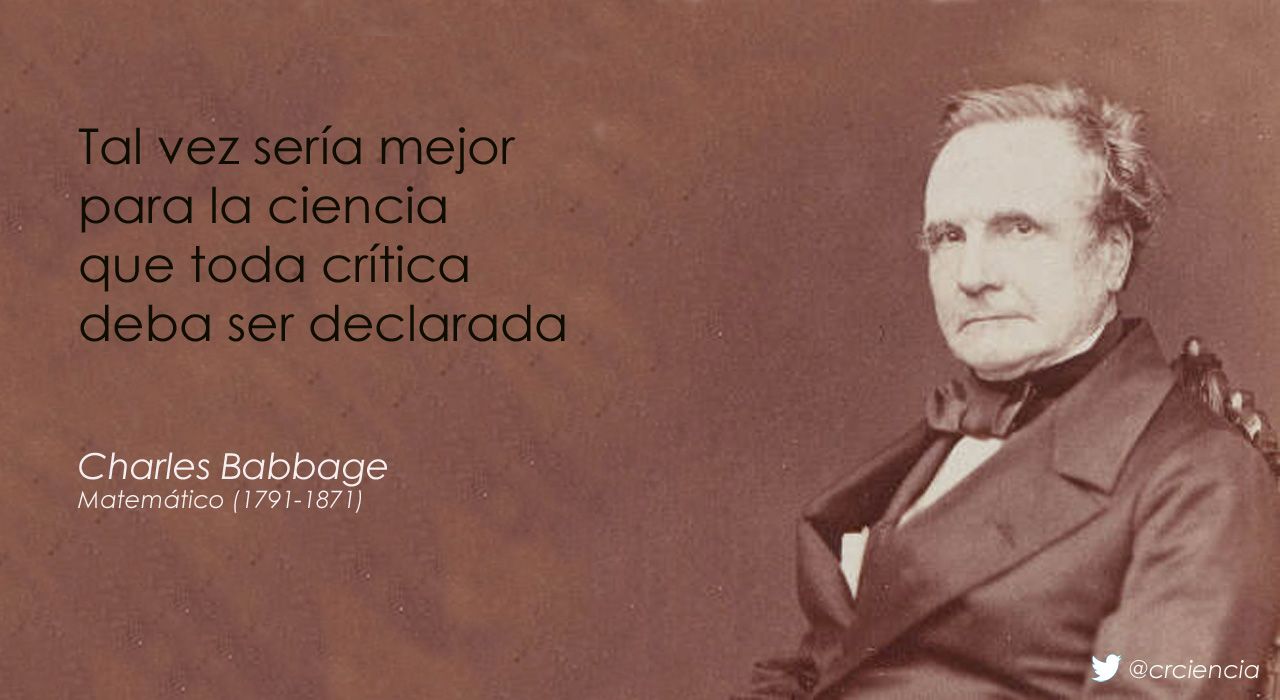 Tal vez sería mejor
para la ciencia
que toda crítica
deba ser declarada
Charles Babbage
Matemático (1791-1871)
@crciencia